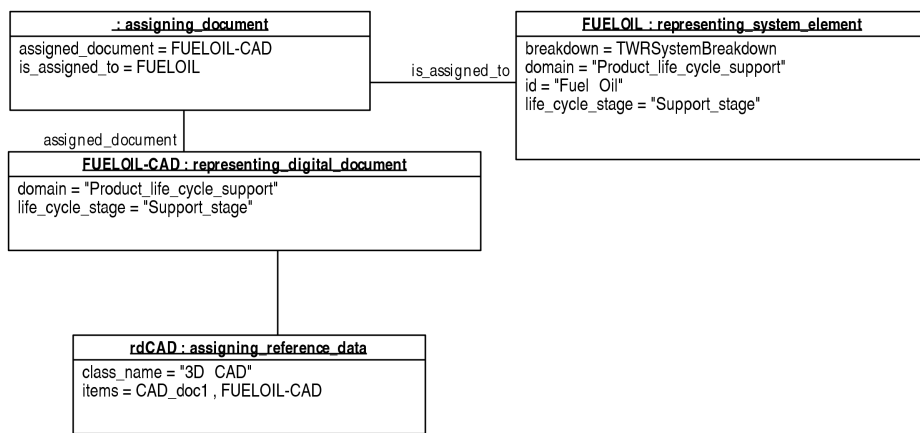 : assigning_document
assigned_document = FUELOIL-CAD
is_assigned_to = FUELOIL
is_assigned_to
FUELOIL : representing_system_element
breakdown = TWRSystemBreakdown
domain = "Product_life_cycle_support"
id = "Fuel Oil"
life_cycle_stage = "Support_stage"
assigned_document
FUELOIL-CAD : representing_digital_document
domain = "Product_life_cycle_support"
life_cycle_stage = "Support_stage"
rdCAD : assigning_reference_data
class_name = "3D CAD"
items = CAD_doc1 , FUELOIL-CAD